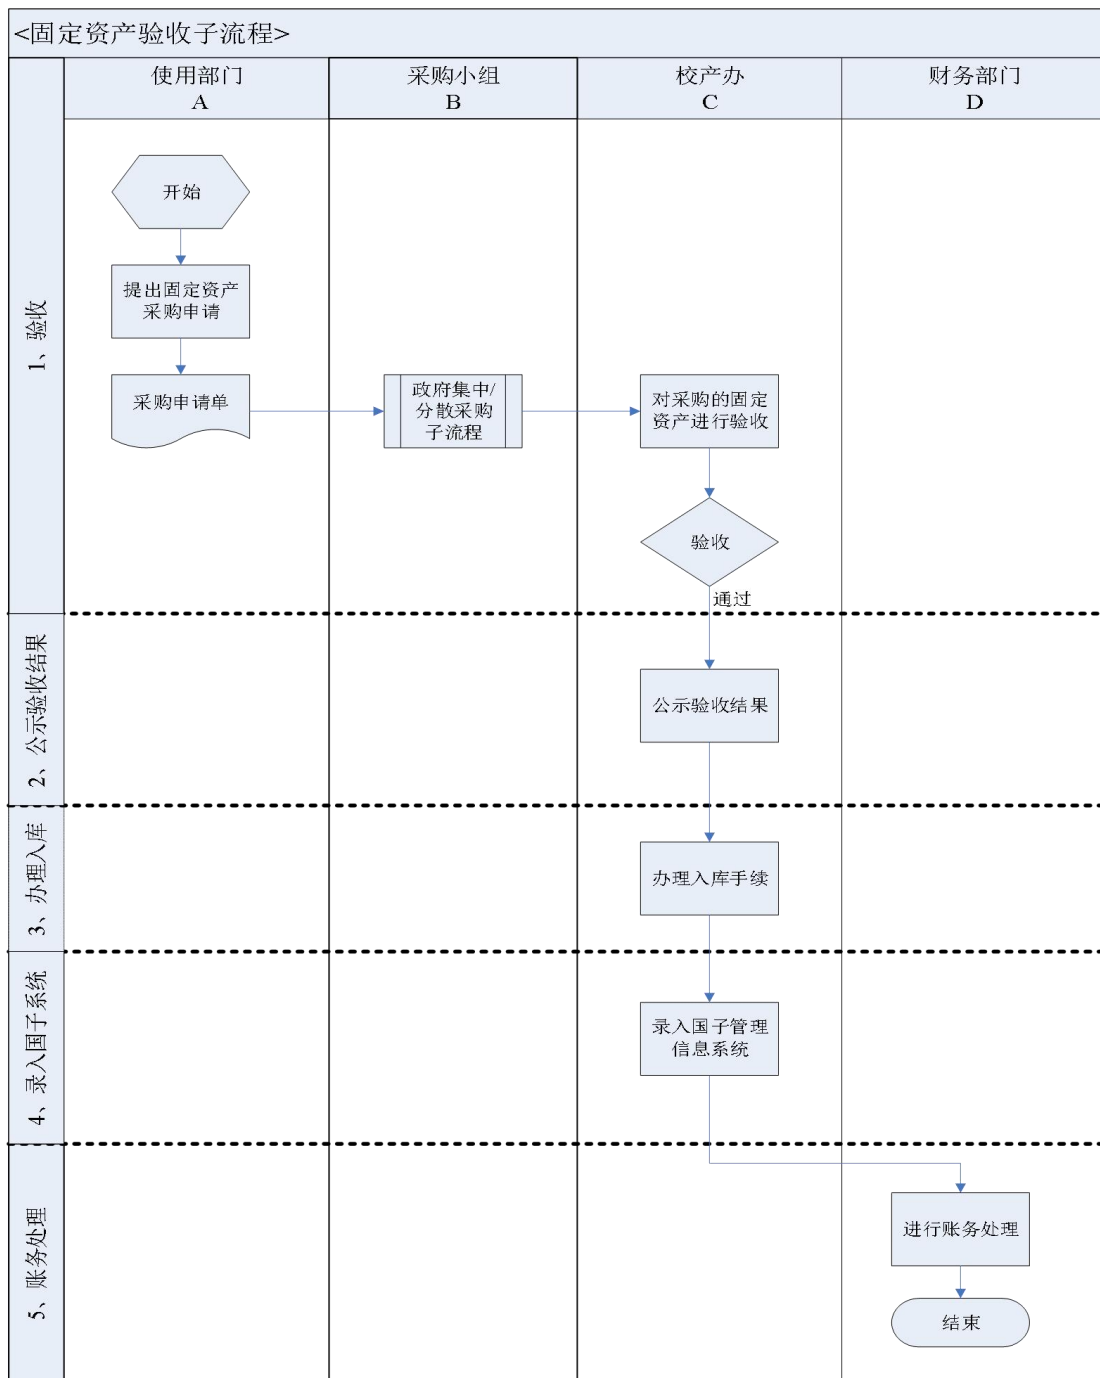 <固定资产验收子流程>
使用部门
A
采购小组
B
校产办
C
财务部门
D
1、验收
开始
提出固定资产
采购申请
采购申请单
政府集中/
分散采购
子流程
对采购的固定
资产进行验收
验收
通过
2、公示验收结果
公示验收结果
3、办理入库
办理入库手续
4、录入国子系统
录入国子管理
信息系统
5、账务处理
进行账务处理
结束